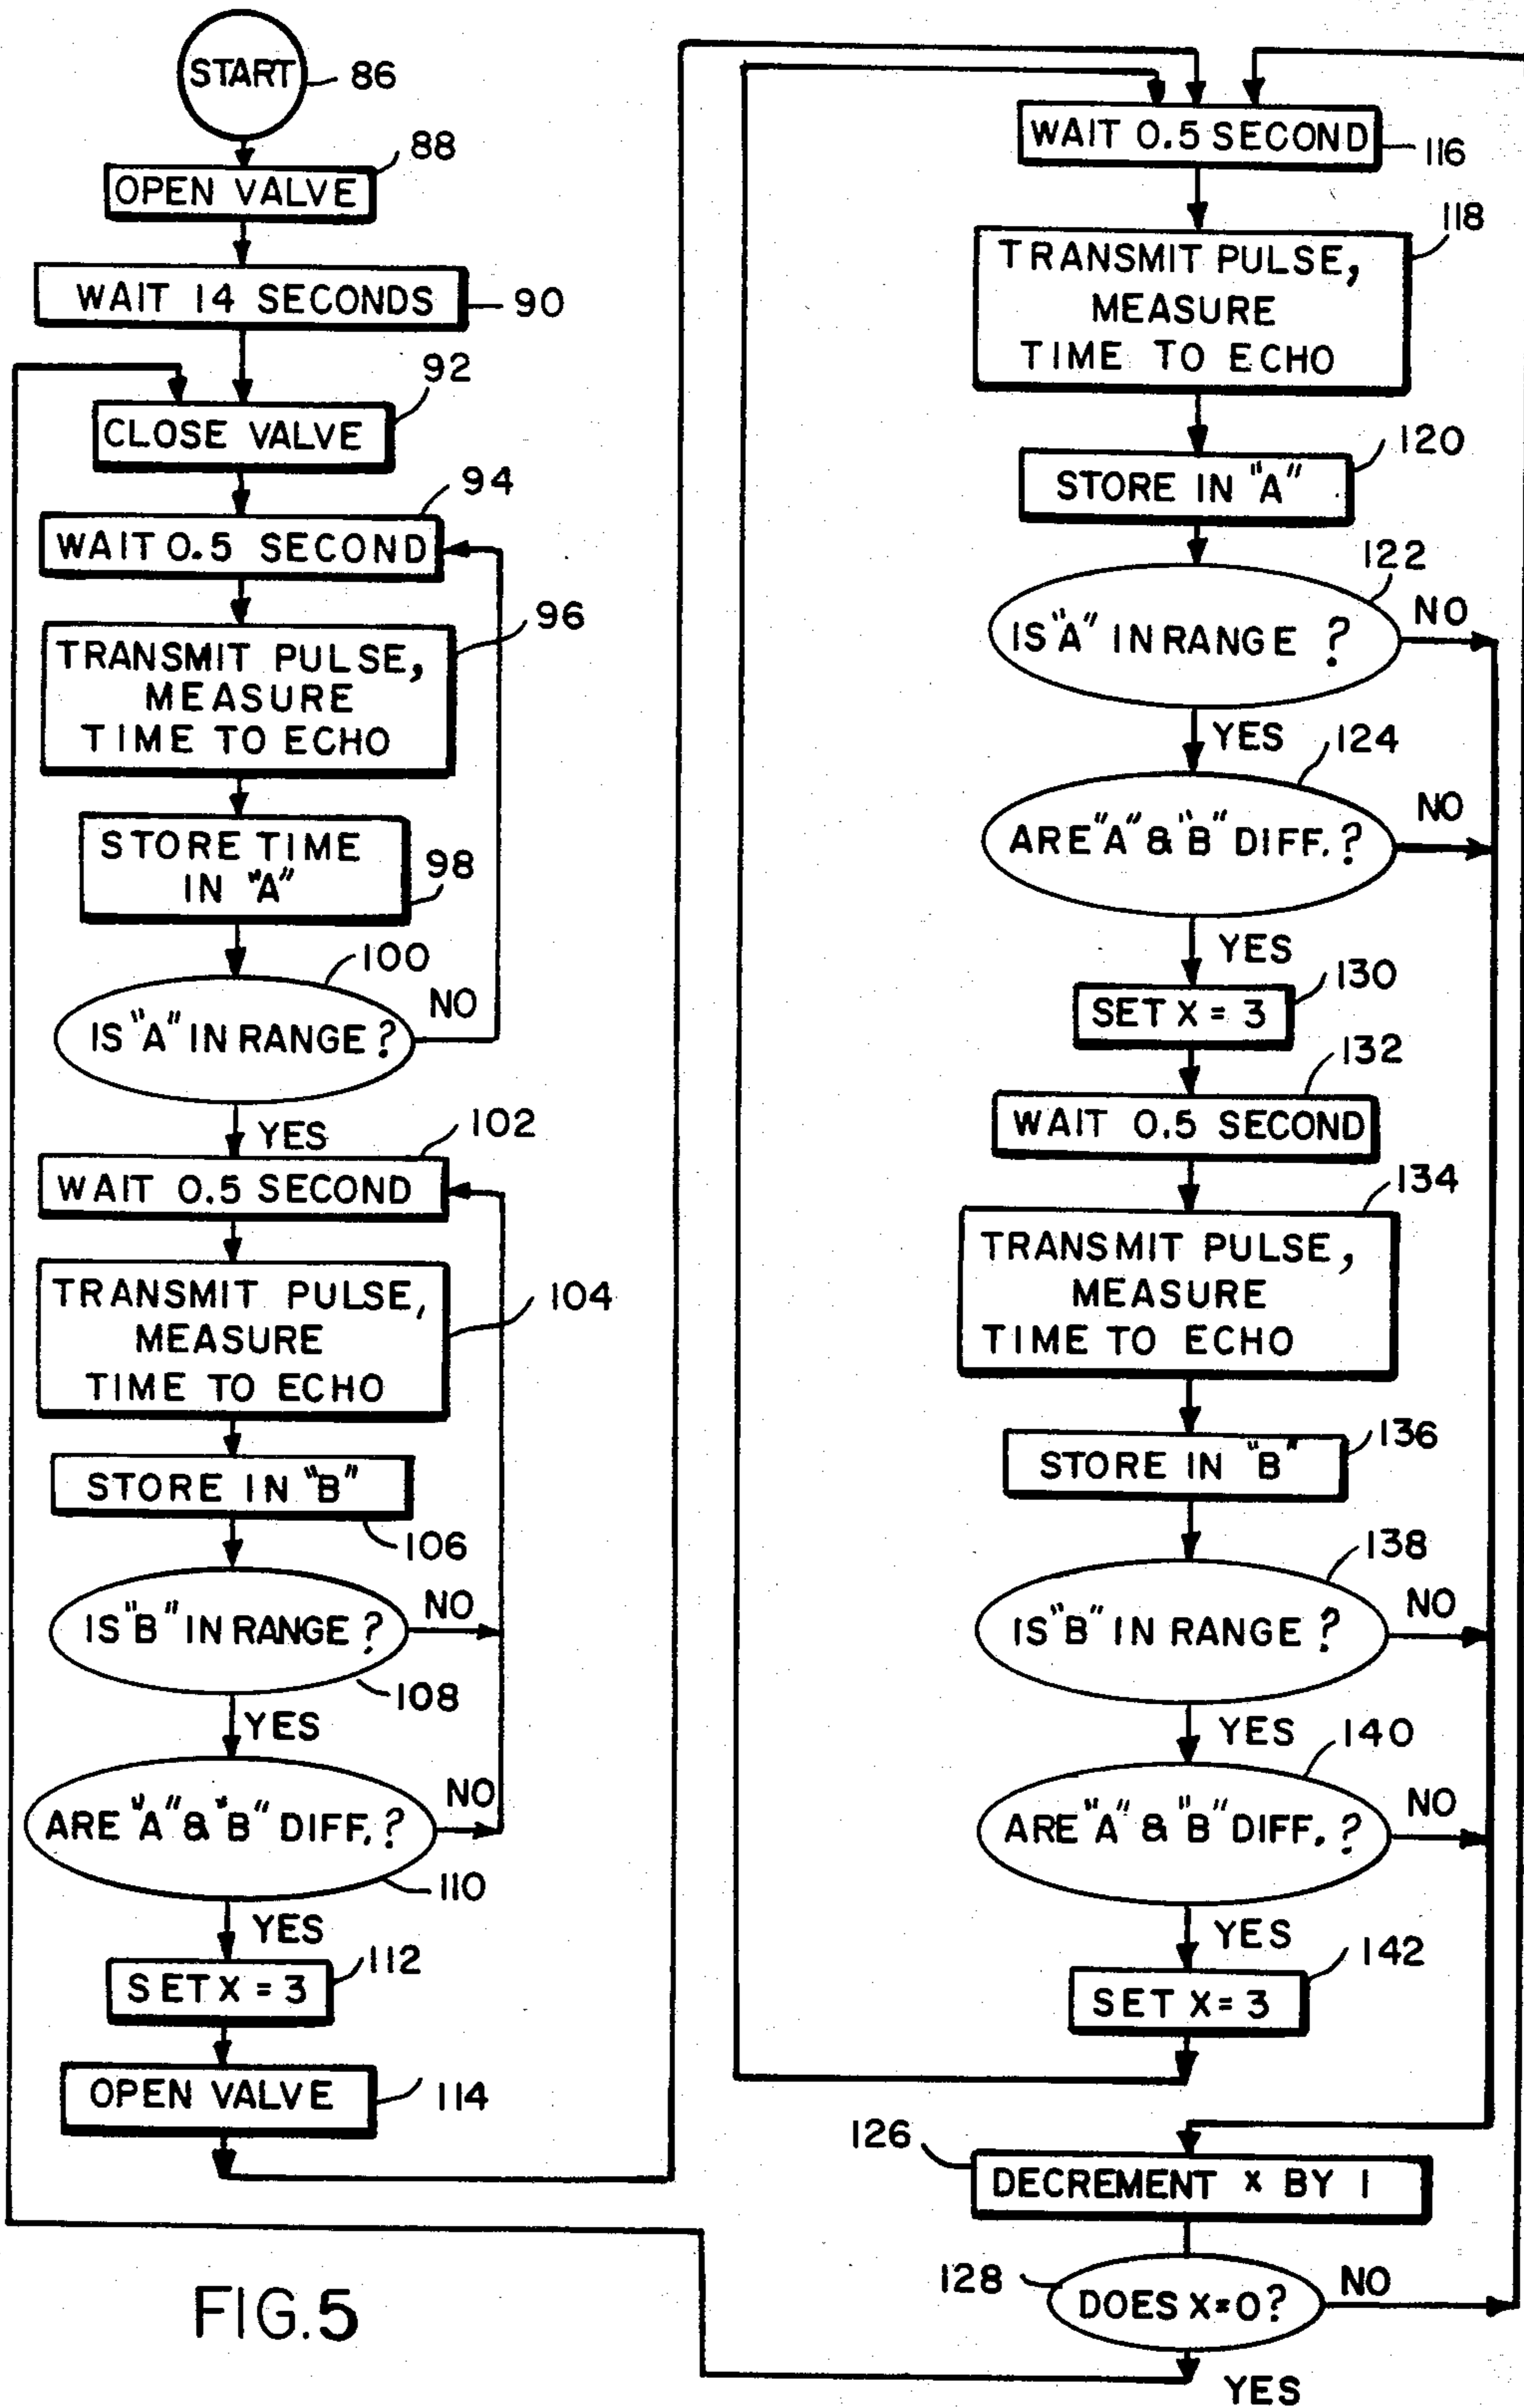 START
86
88
OPEN VALVE
WAIT 14 SECONDS
90
92
CLOSE VALVE
94
WAIT 0.5 SECOND
96
TRANSMIT PULSE,
MEASURE
TIME TO ECHO
STORE TIME
IN "A"
98
100
IS "A" IN RANGE?
NO
YES
102
WAIT 0.5 SECOND
104
TRANSMIT PULSE,
MEASURE
TIME TO ECHO
STORE IN "B"
106
IS "B" IN RANGE?
NO
108
YES
ARE "A" & "B" DIFF.?
NO
110
YES
112
SET X = 3
OPEN VALVE
114
WAIT 0.5 SECOND
116
118
TRANSMIT PULSE,
MEASURE
TIME TO ECHO
120
STORE IN "A"
122
IS "A" IN RANGE ?
NO
YES
124
ARE "A" & "B" DIFF.?
NO
YES
130
SET X = 3
132
WAIT 0.5 SECOND
134
TRANSMIT PULSE,
MEASURE
TIME TO ECHO
136
STORE IN "B"
138
IS "B" IN RANGE ?
NO
YES
140
ARE "A" & "B" DIFF. ?
NO
YES
142
SET X = 3
126
DECREMENT X BY 1
128
DOES X=0?
NO
YES
FIG.5